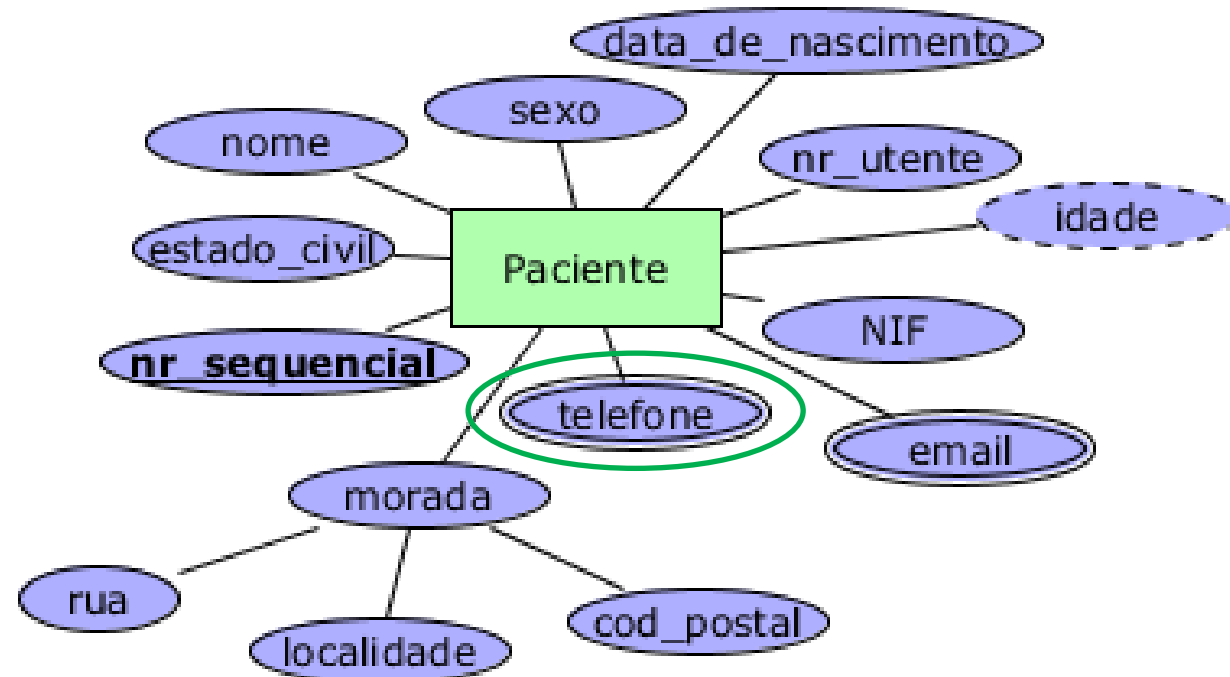 data_de_nascimento
sexo
nome
nr_utente
idade
estado_civil
Paciente
NIF
nr_sequencial
telefone
email
morada
rua
cod_postal
localidade